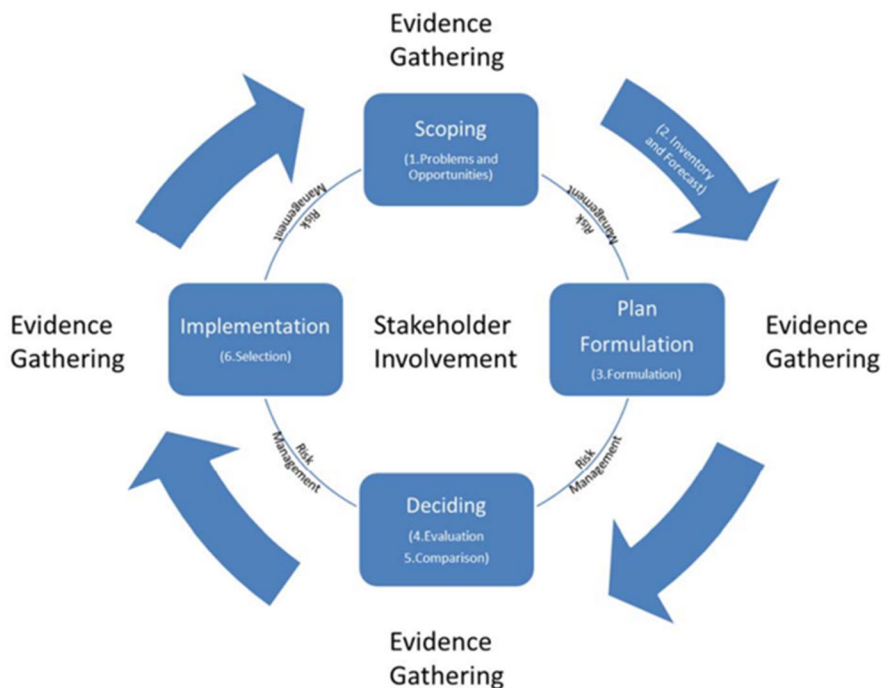 Evidence
Gathering
Scoping
(1.Problems and
Opportunities)
(2. Inventory
and Forecast)
Risk
Management
Risk
Management
Evidence
Gathering
Implementation
(6.Selection)
Stakeholder
Involvement
Plan
Formulation
(3.Formulation)
Evidence
Gathering
Risk
Management
Risk
Management
Deciding
(4.Evaluation
5.Comparison)
Evidence
Gathering